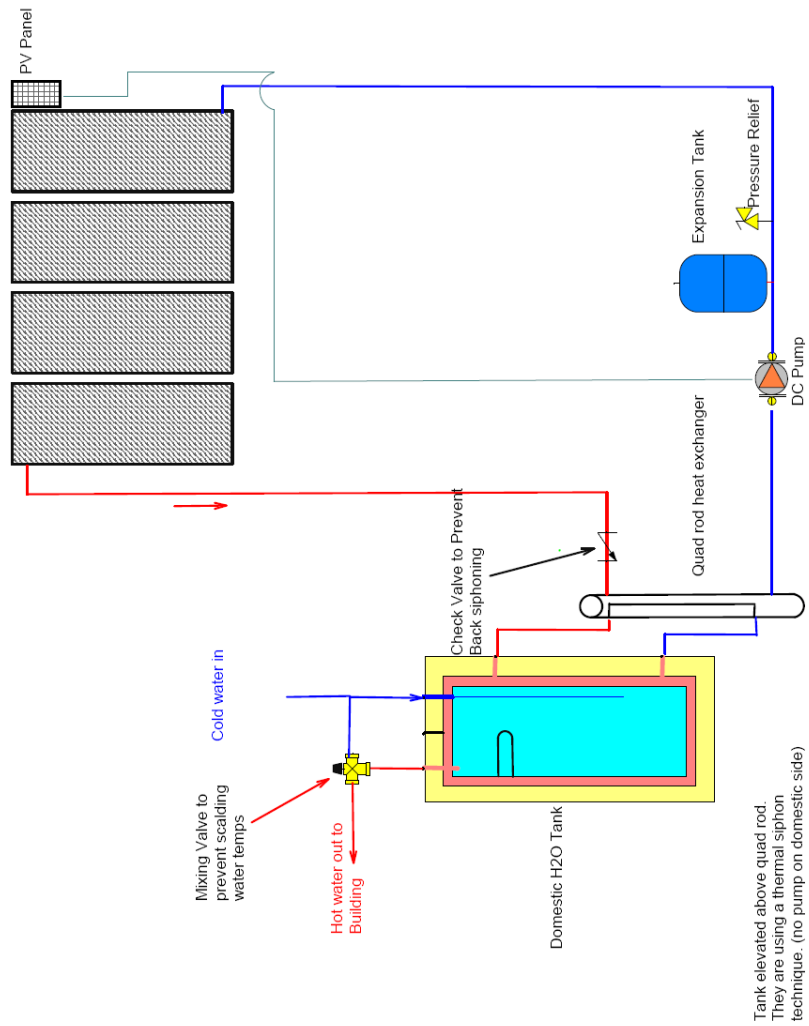 PV Panel
Pressure Relief
Expansion Tank
DC Pump
Quad rod heat exchanger
Check Valve to Prevent
Back siphoning
Cold water in
Mixing Valve to
prevent scalding
water temps
Hot water out to
Building
Domestic H2O Tank
Tank elevated above quad rod.
They are using a thermal siphon
technique. (no pump on domestic side)